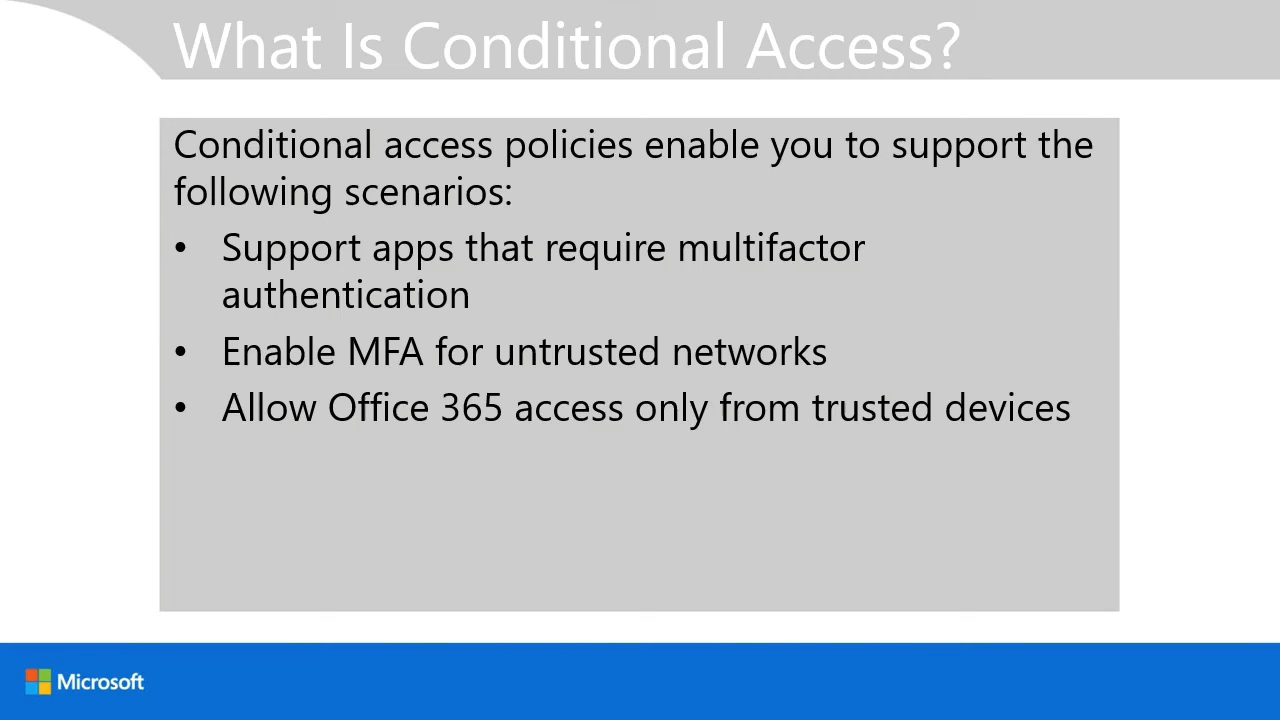 What Is Conditional Access?
Conditional access policies enable you to support the
following scenarios:
• Support apps that require multifactor
authentication
• Enable MFA for untrusted networks
• Allow Office 365 access only from trusted devices
Microsoft